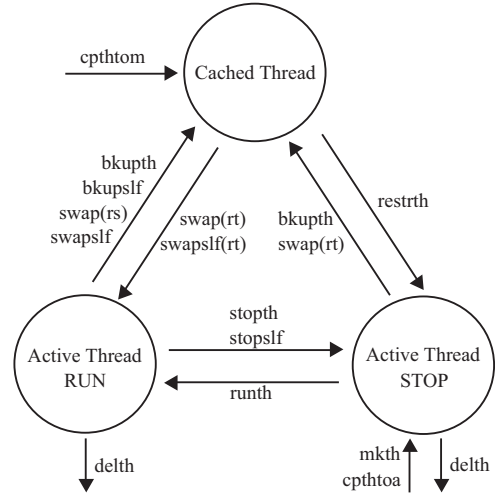 cpthtom
Cached Thread
bkupth
bkupslf
swap(rs)
swapslf
swap(rt)
swapslf(rt)
bkupth
swap(rt)
restrth
Active Thread
RUN
stopth
stopslf
runth
Active Thread
STOP
delth
mkth
cpthtoa
delth